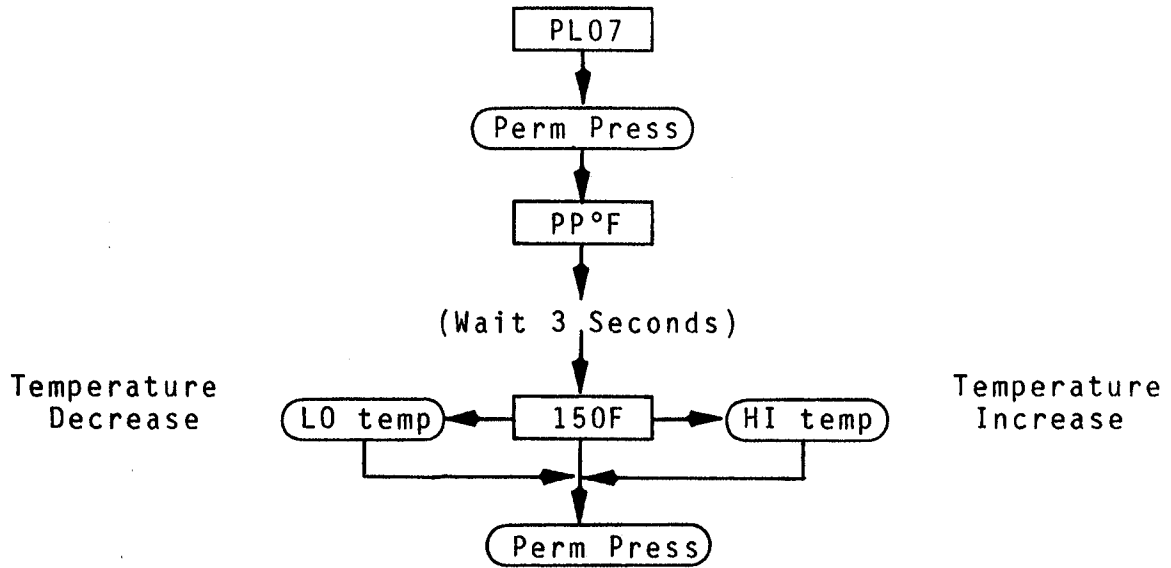 PL07
Perm Press
PP°F
(Wait 3 Seconds)
Temperature
Decrease
LO temp
150F
HI temp
Temperature
Increase
Perm Press